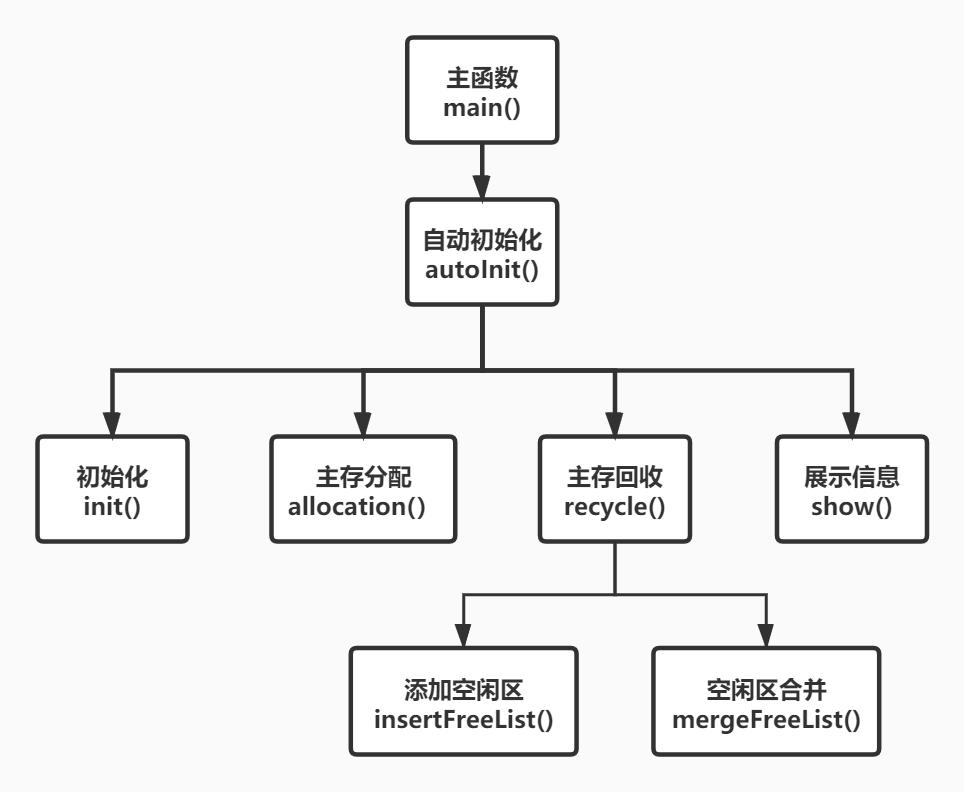 主函数
main()
自动初始化
autoInit()
初始化
init()
主存分配
allocation()
主存回收
recycle()
展示信息
show()
添加空闲区
insertFreeList()
空闲区合并
mergeFreeList()